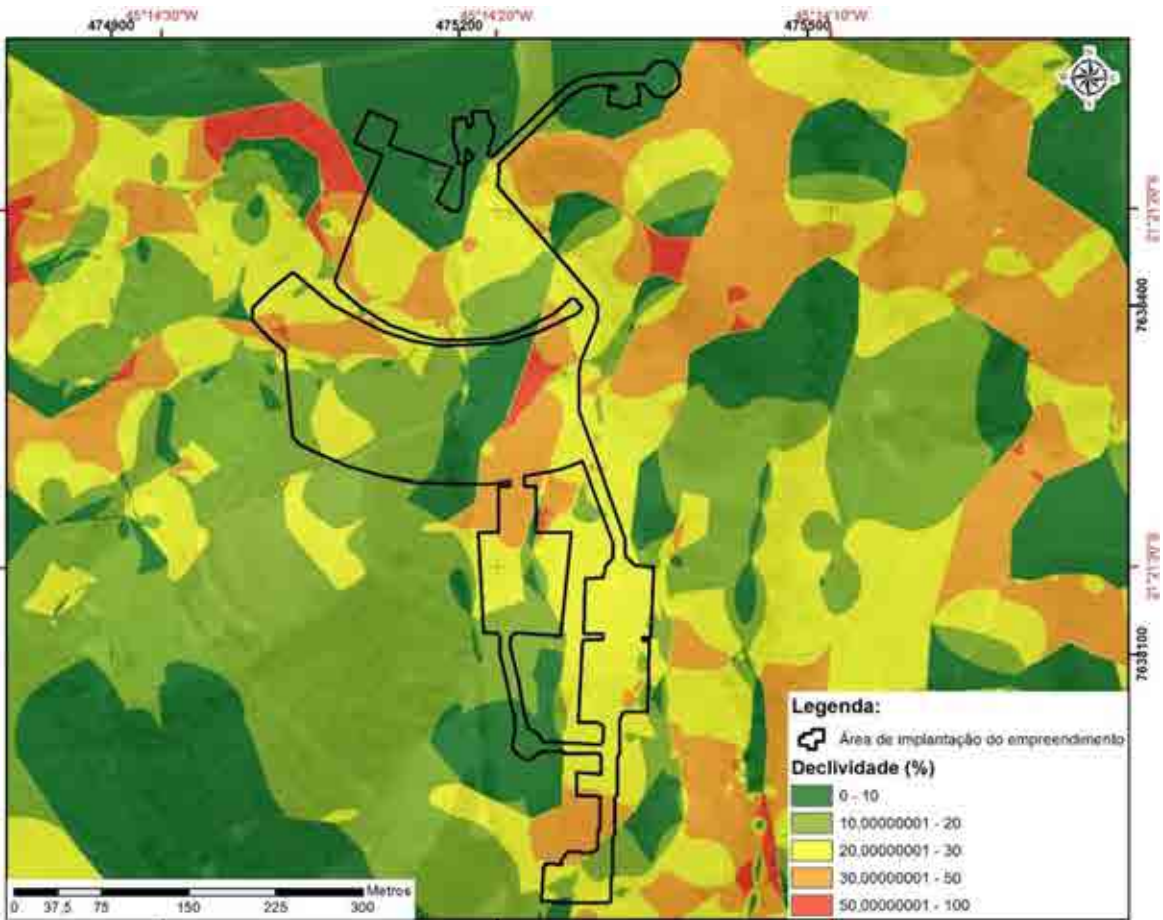 45°14'30"W 45°14'20"W 45°14'10"W
474900 475200 475500
21°21'20"S
7638400
21°21'30"S
7638100
Legenda:
Área de implantação do empreendimento
Declividade (%)
0 - 10
10,00000001 - 20
20,00000001 - 30
30,00000001 - 50
50,00000001 - 100
Metros
0 37,5 75 150 225 300